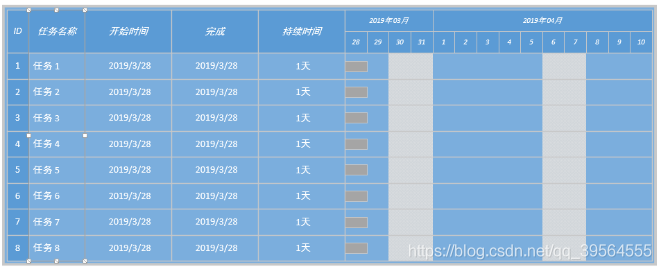 ID 任务名称 开始时间 完成 持续时间 2019年03月 2019年04月
28 29 30 31 1 2 3 4 5 6 7 8 9 10
1 任务 1 2019/3/28 2019/3/28 1天
2 任务 2 2019/3/28 2019/3/28 1天
3 任务 3 2019/3/28 2019/3/28 1天
4 任务 4 2019/3/28 2019/3/28 1天
5 任务 5 2019/3/28 2019/3/28 1天
6 任务 6 2019/3/28 2019/3/28 1天
7 任务 7 2019/3/28 2019/3/28 1天
8 任务 8 2019/3/28 2019/3/28 1天
https://blog.csdn.net/qq_39564555